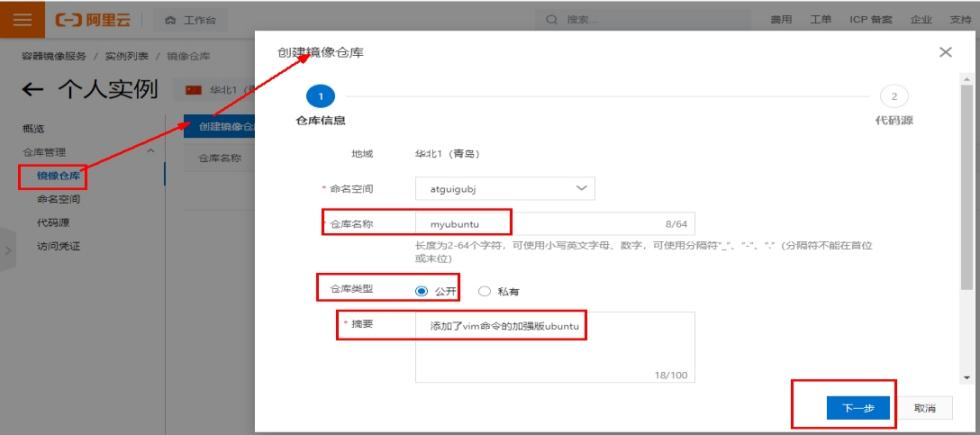 阿里云
工作台
搜索...
费用 工单 ICP 备案 企业 支持
容器镜像服务 / 实例列表 / 镜像仓库
个人实例
华北1（
概览
仓库管理
镜像仓库
命名空间
代码源
访问凭证
创建镜像仓
仓库名称
创建镜像仓库
1
仓库信息
2
代码源
地域 华北1（青岛）
* 命名空间 atguigubj
* 仓库名称 myubuntu 8/64
长度为2-64个字符，可使用小写英文字母、数字，可使用分隔符"_"、"-"、"."（分隔符不能在首位
或末位）
仓库类型 公开 私有
* 摘要 添加了vim命令的加强版ubuntu
18/100
下一步 取消